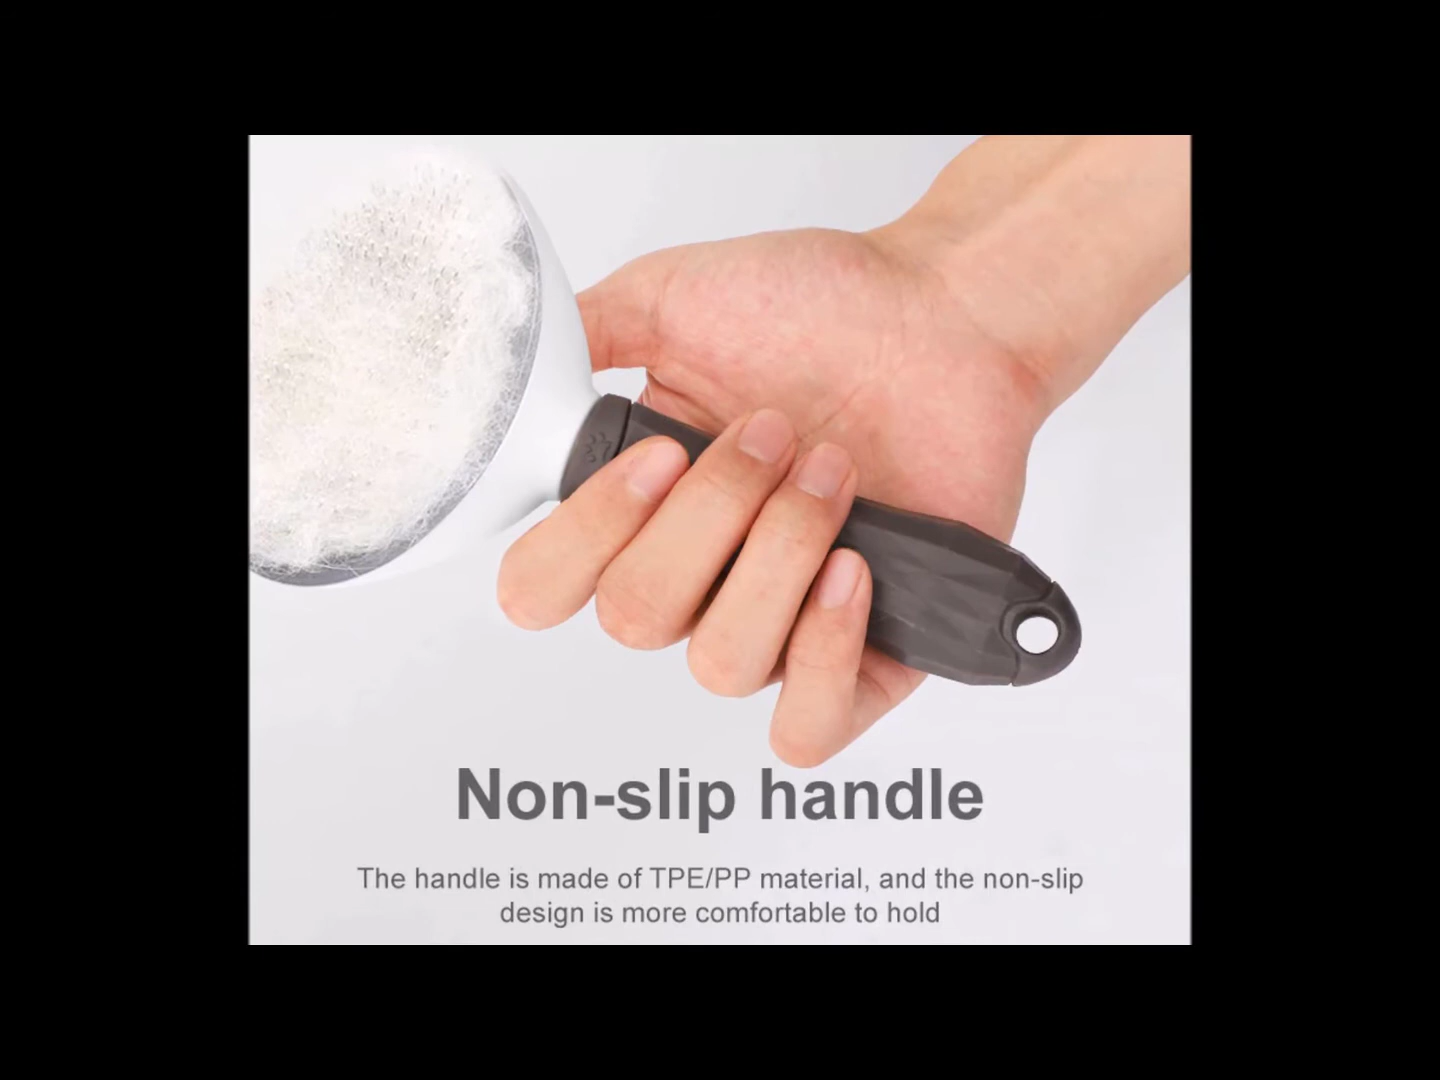 Non-slip handle
The handle is made of TPE/PP material, and the non-slip
design is more comfortable to hold